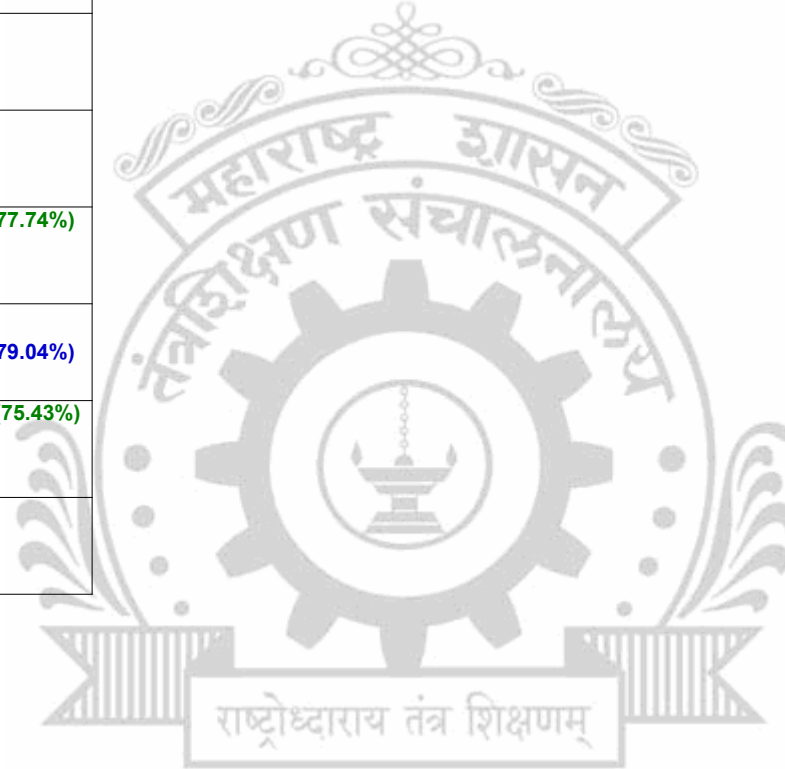 महाराष्ट्र शासन
तंत्रशिक्षण संचालनालय
77.74%)
79.04%)
75.43%)
राष्ट्रोध्दाराय तंत्र शिक्षणम्